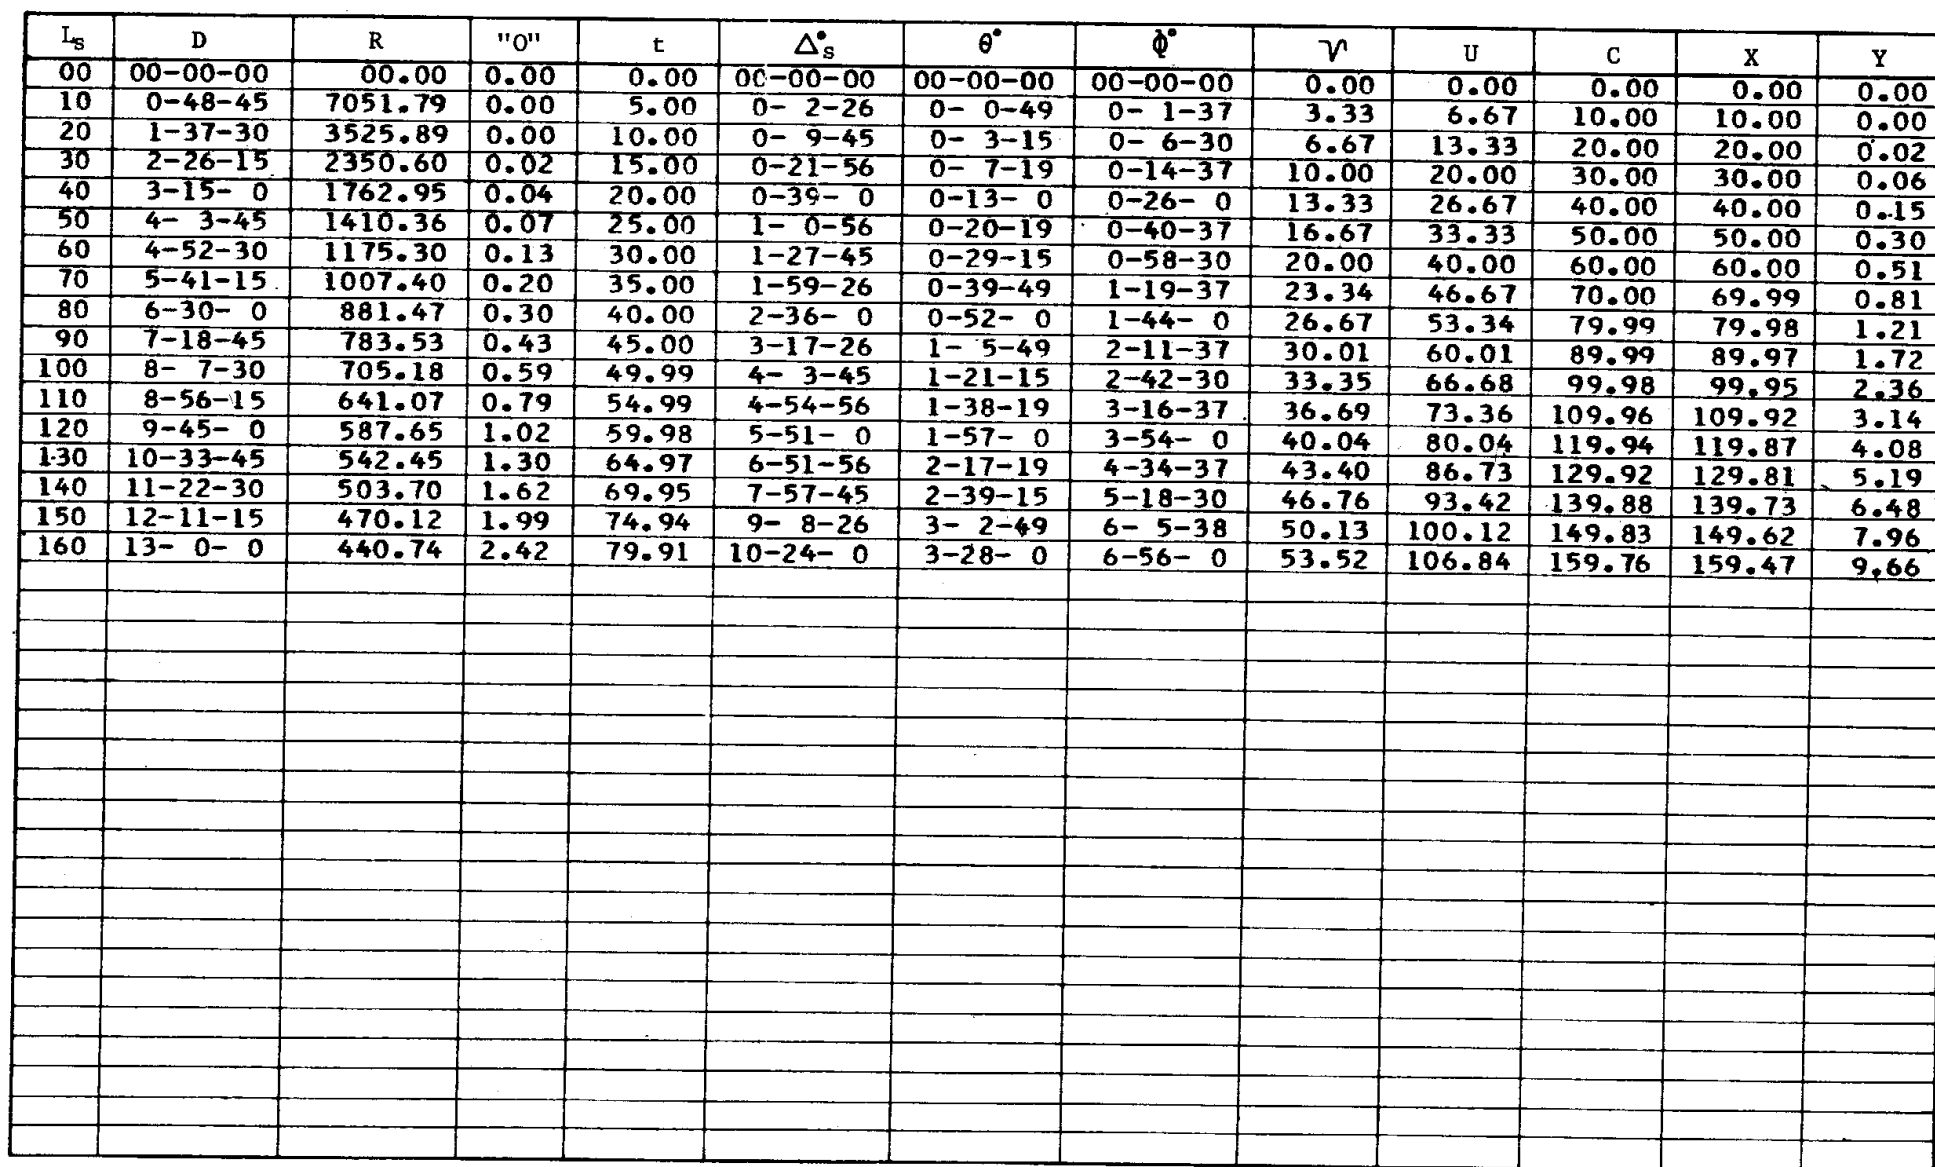 Ls D R "O" t Δ°s θ° Φ° V U C X Y
00 00-00-00 00.00 0.00 0.00 00-00-00 00-00-00 00-00-00 0.00 0.00 0.00 0.00 0.00
10 0-48-45 7051.79 0.00 5.00 0- 2-26 0- 0-49 0- 1-37 3.33 6.67 10.00 10.00 0.00
20 1-37-30 3525.89 0.00 10.00 0- 9-45 0- 3-15 0- 6-30 6.67 13.33 20.00 20.00 0.02
30 2-26-15 2350.60 0.02 15.00 0-21-56 0- 7-19 0-14-37 10.00 20.00 30.00 30.00 0.06
40 3-15- 0 1762.95 0.04 20.00 0-39- 0 0-13- 0 0-26- 0 13.33 26.67 40.00 40.00 0.15
50 4- 3-45 1410.36 0.07 25.00 1- 0-56 0-20-19 0-40-37 16.67 33.33 50.00 50.00 0.30
60 4-52-30 1175.30 0.13 30.00 1-27-45 0-29-15 0-58-30 20.00 40.00 60.00 60.00 0.51
70 5-41-15 1007.40 0.20 35.00 1-59-26 0-39-49 1-19-37 23.34 46.67 70.00 69.99 0.81
80 6-30- 0 881.47 0.30 40.00 2-36- 0 0-52- 0 1-44- 0 26.67 53.34 79.99 79.98 1.21
90 7-18-45 783.53 0.43 45.00 3-17-26 1- 5-49 2-11-37 30.01 60.01 89.99 89.97 1.72
100 8- 7-30 705.18 0.59 49.99 4- 3-45 1-21-15 2-42-30 33.35 66.68 99.98 99.95 2.36
110 8-56-15 641.07 0.79 54.99 4-54-56 1-38-19 3-16-37 36.69 73.36 109.96 109.92 3.14
120 9-45- 0 587.65 1.02 59.98 5-51- 0 1-57- 0 3-54- 0 40.04 80.04 119.94 119.87 4.08
130 10-33-45 542.45 1.30 64.97 6-51-56 2-17-19 4-34-37 43.40 86.73 129.92 129.81 5.19
140 11-22-30 503.70 1.62 69.95 7-57-45 2-39-15 5-18-30 46.76 93.42 139.88 139.73 6.48
150 12-11-15 470.12 1.99 74.94 9- 8-26 3- 2-49 6- 5-38 50.13 100.12 149.83 149.62 7.96
160 13- 0- 0 440.74 2.42 79.91 10-24- 0 3-28- 0 6-56- 0 53.52 106.84 159.76 159.47 9.66